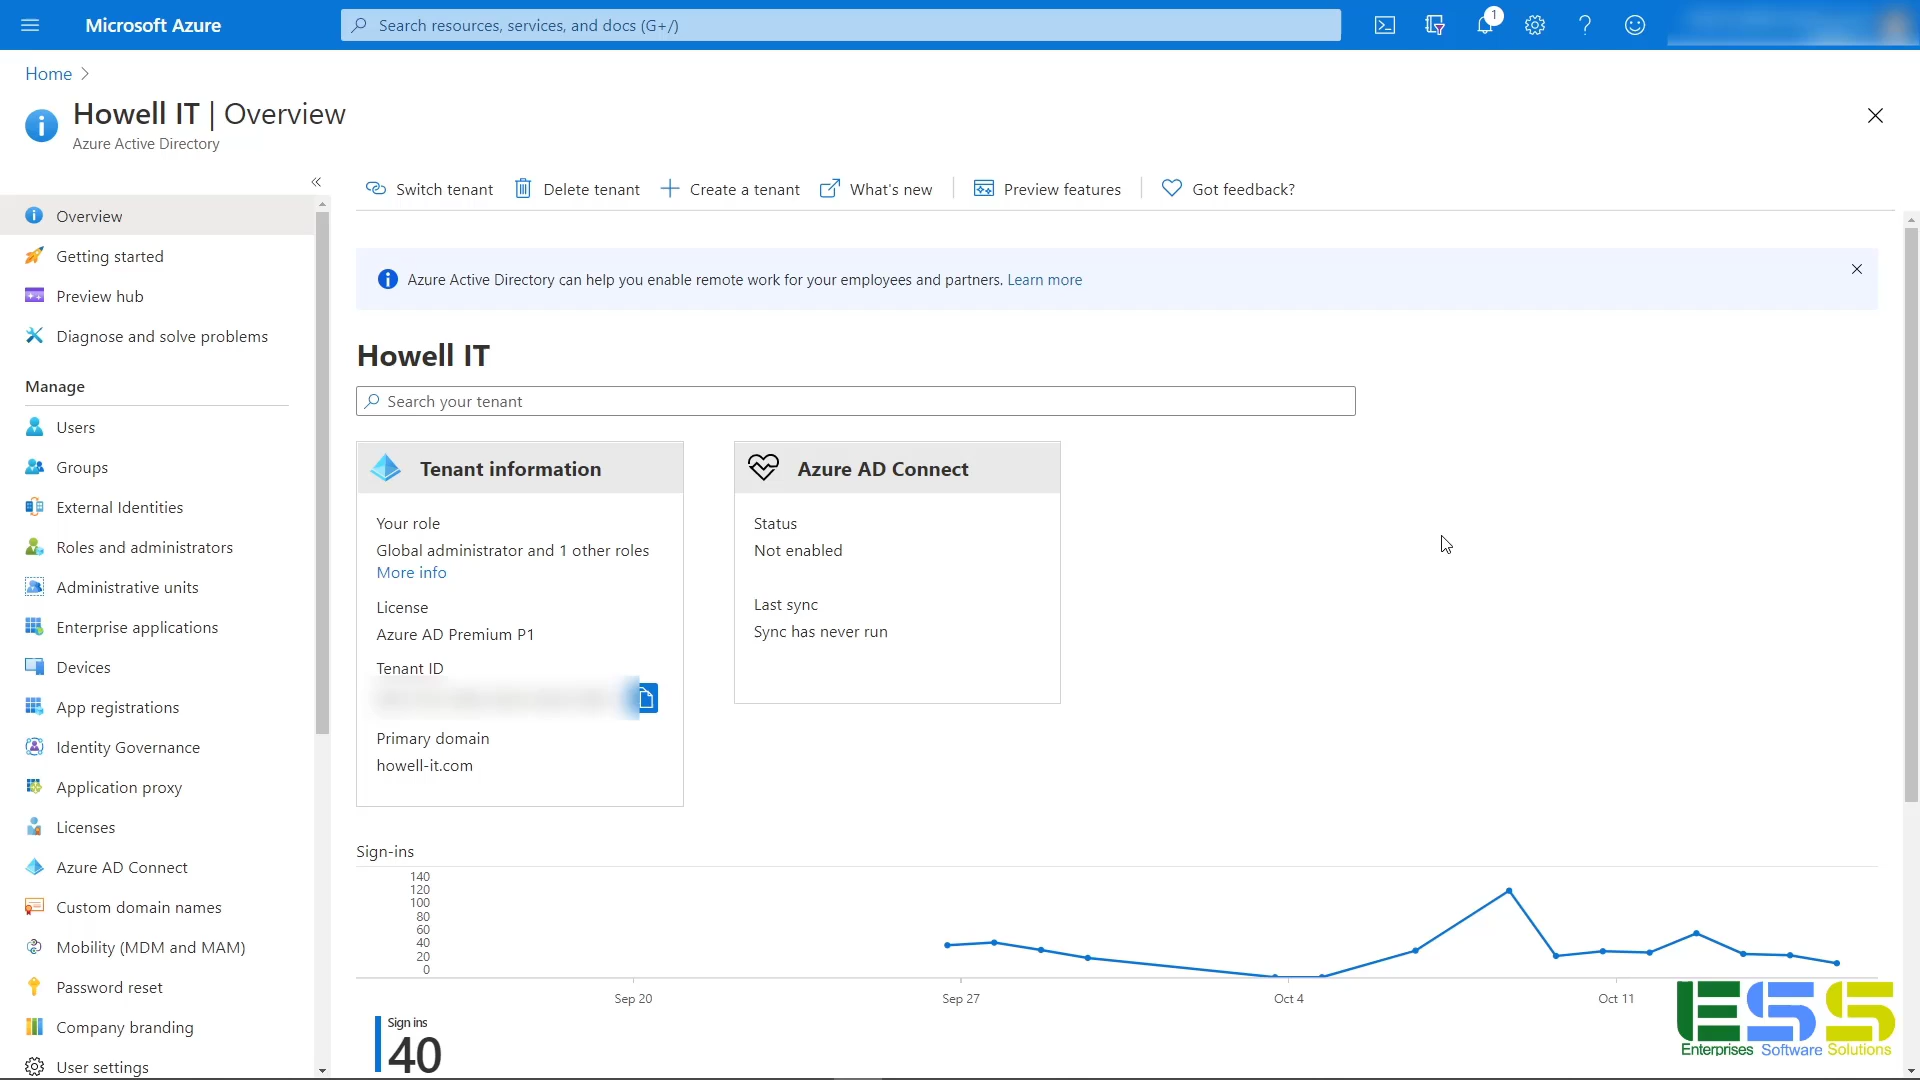 Microsoft Azure
Search resources, services, and docs (G+/)
1
Home
Howell IT | Overview
Azure Active Directory
Switch tenant
Delete tenant
Create a tenant
What's new
Preview features
Got feedback?
Overview
Getting started
Preview hub
Diagnose and solve problems
Manage
Users
Groups
External Identities
Roles and administrators
Administrative units
Enterprise applications
Devices
App registrations
Identity Governance
Application proxy
Licenses
Azure AD Connect
Custom domain names
Mobility (MDM and MAM)
Password reset
Company branding
User settings
Azure Active Directory can help you enable remote work for your employees and partners. Learn more
Howell IT
Search your tenant
Tenant information
Your role
Global administrator and 1 other roles
More info
License
Azure AD Premium P1
Tenant ID
Primary domain
howell-it.com
Azure AD Connect
Status
Not enabled
Last sync
Sync has never run
Sign-ins
140
120
100
80
60
40
20
0
Sep 20
Sep 27
Oct 4
Oct 11
Sign ins
40
ESS
Enterprises Software Solutions